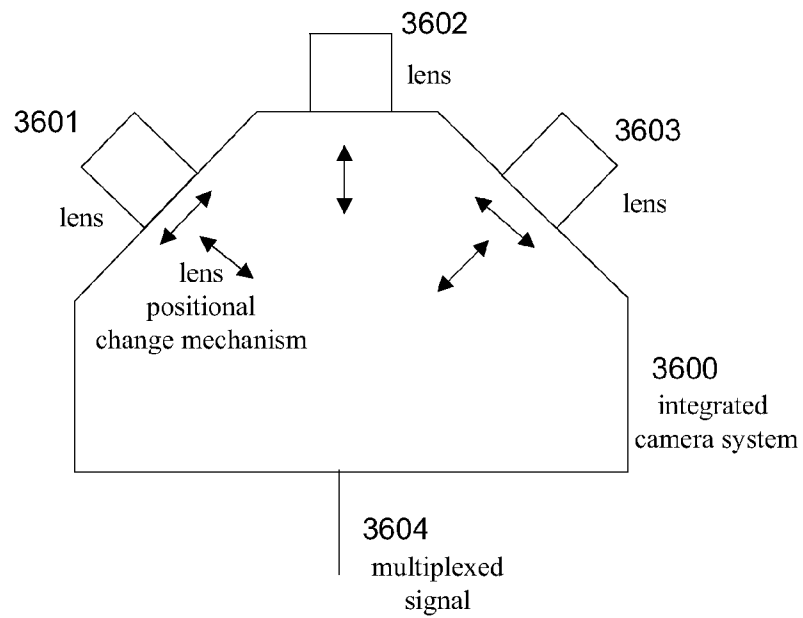 3602
lens
3601
lens
3603
lens
lens
positional
change mechanism
3600
integrated
camera system
3604
multiplexed
signal